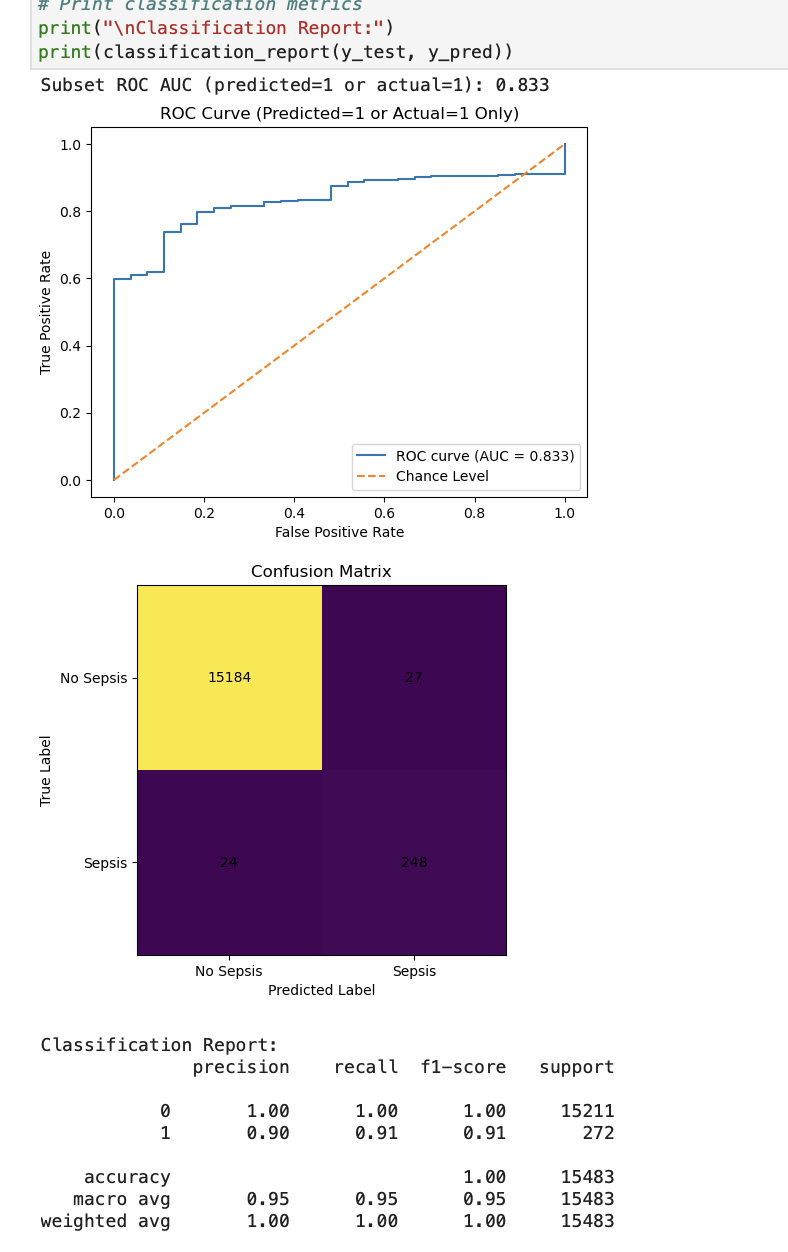 # Print classification metrics
print("\nClassification Report:")
print(classification_report(y_test, y_pred))
Subset ROC AUC (predicted=1 or actual=1): 0.833
ROC Curve (Predicted=1 or Actual=1 Only)
1.0
0.8
0.6
0.4
0.2
0.0
True Positive Rate
ROC curve (AUC = 0.833)
Chance Level
0.0 0.2 0.4 0.6 0.8 1.0
False Positive Rate
Confusion Matrix
No Sepsis 15184 27
True Label
Sepsis 24 248
No Sepsis Sepsis
Predicted Label
Classification Report:
precision recall f1-score support
0 1.00 1.00 1.00 15211
1 0.90 0.91 0.91 272
accuracy 1.00 15483
macro avg 0.95 0.95 0.95 15483
weighted avg 1.00 1.00 1.00 15483